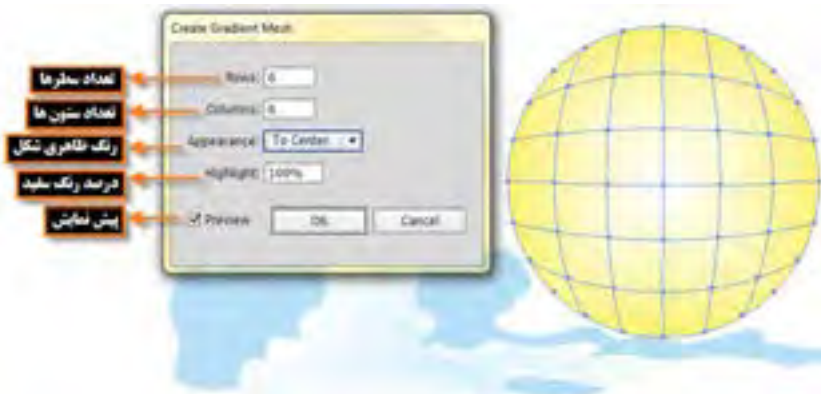 Create Gradient Mesh
تعداد سطرها Rows: 6
تعداد ستون ها Columns: 6
رنگ ظاهری شکل Appearance: To Center
درصد رنگ سفید Highlight: 100%
پیش نمایش Preview OK Cancel